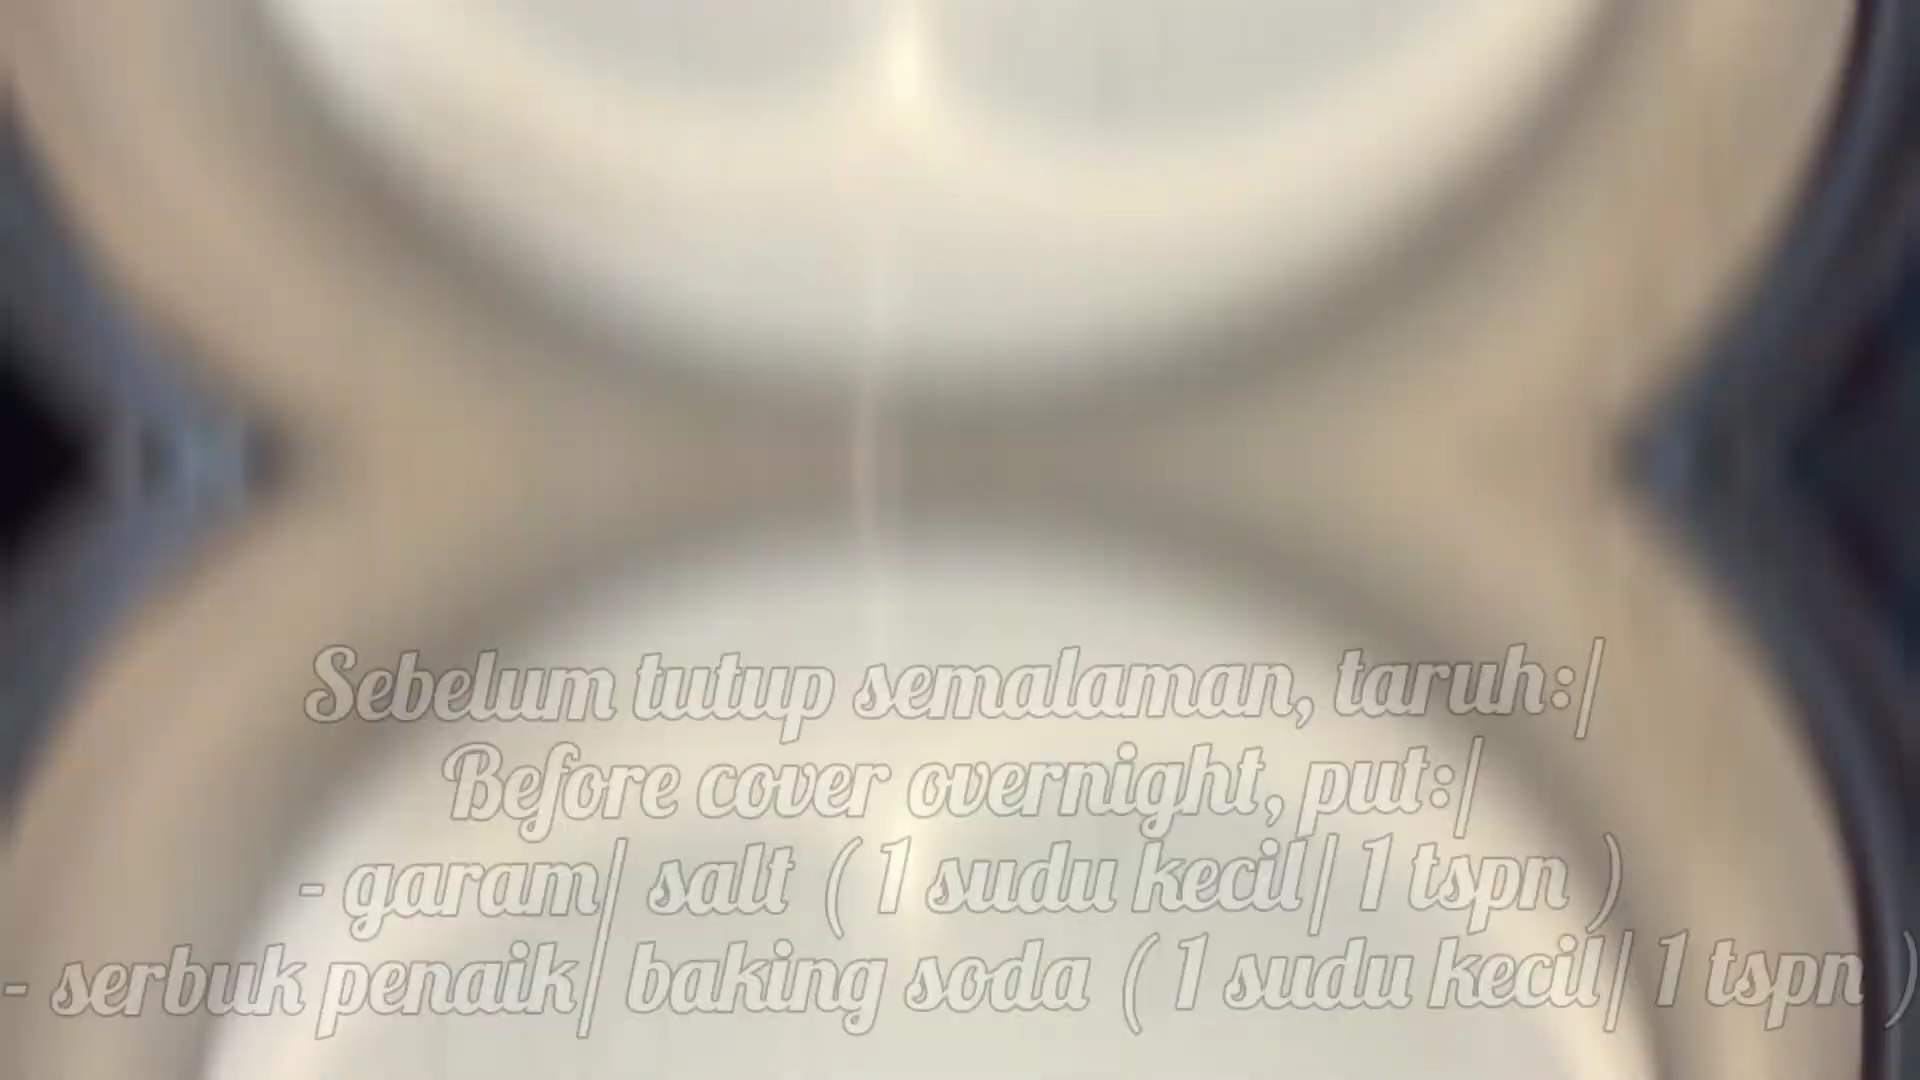 Sebelum tutup semalaman, taruh:/
Before cover overnight, put:/
- garam/ salt ( 1 sudu kecil/ 1 tspn )
- serbuk penaik/ baking soda ( 1 sudu kecil/ 1 tspn )